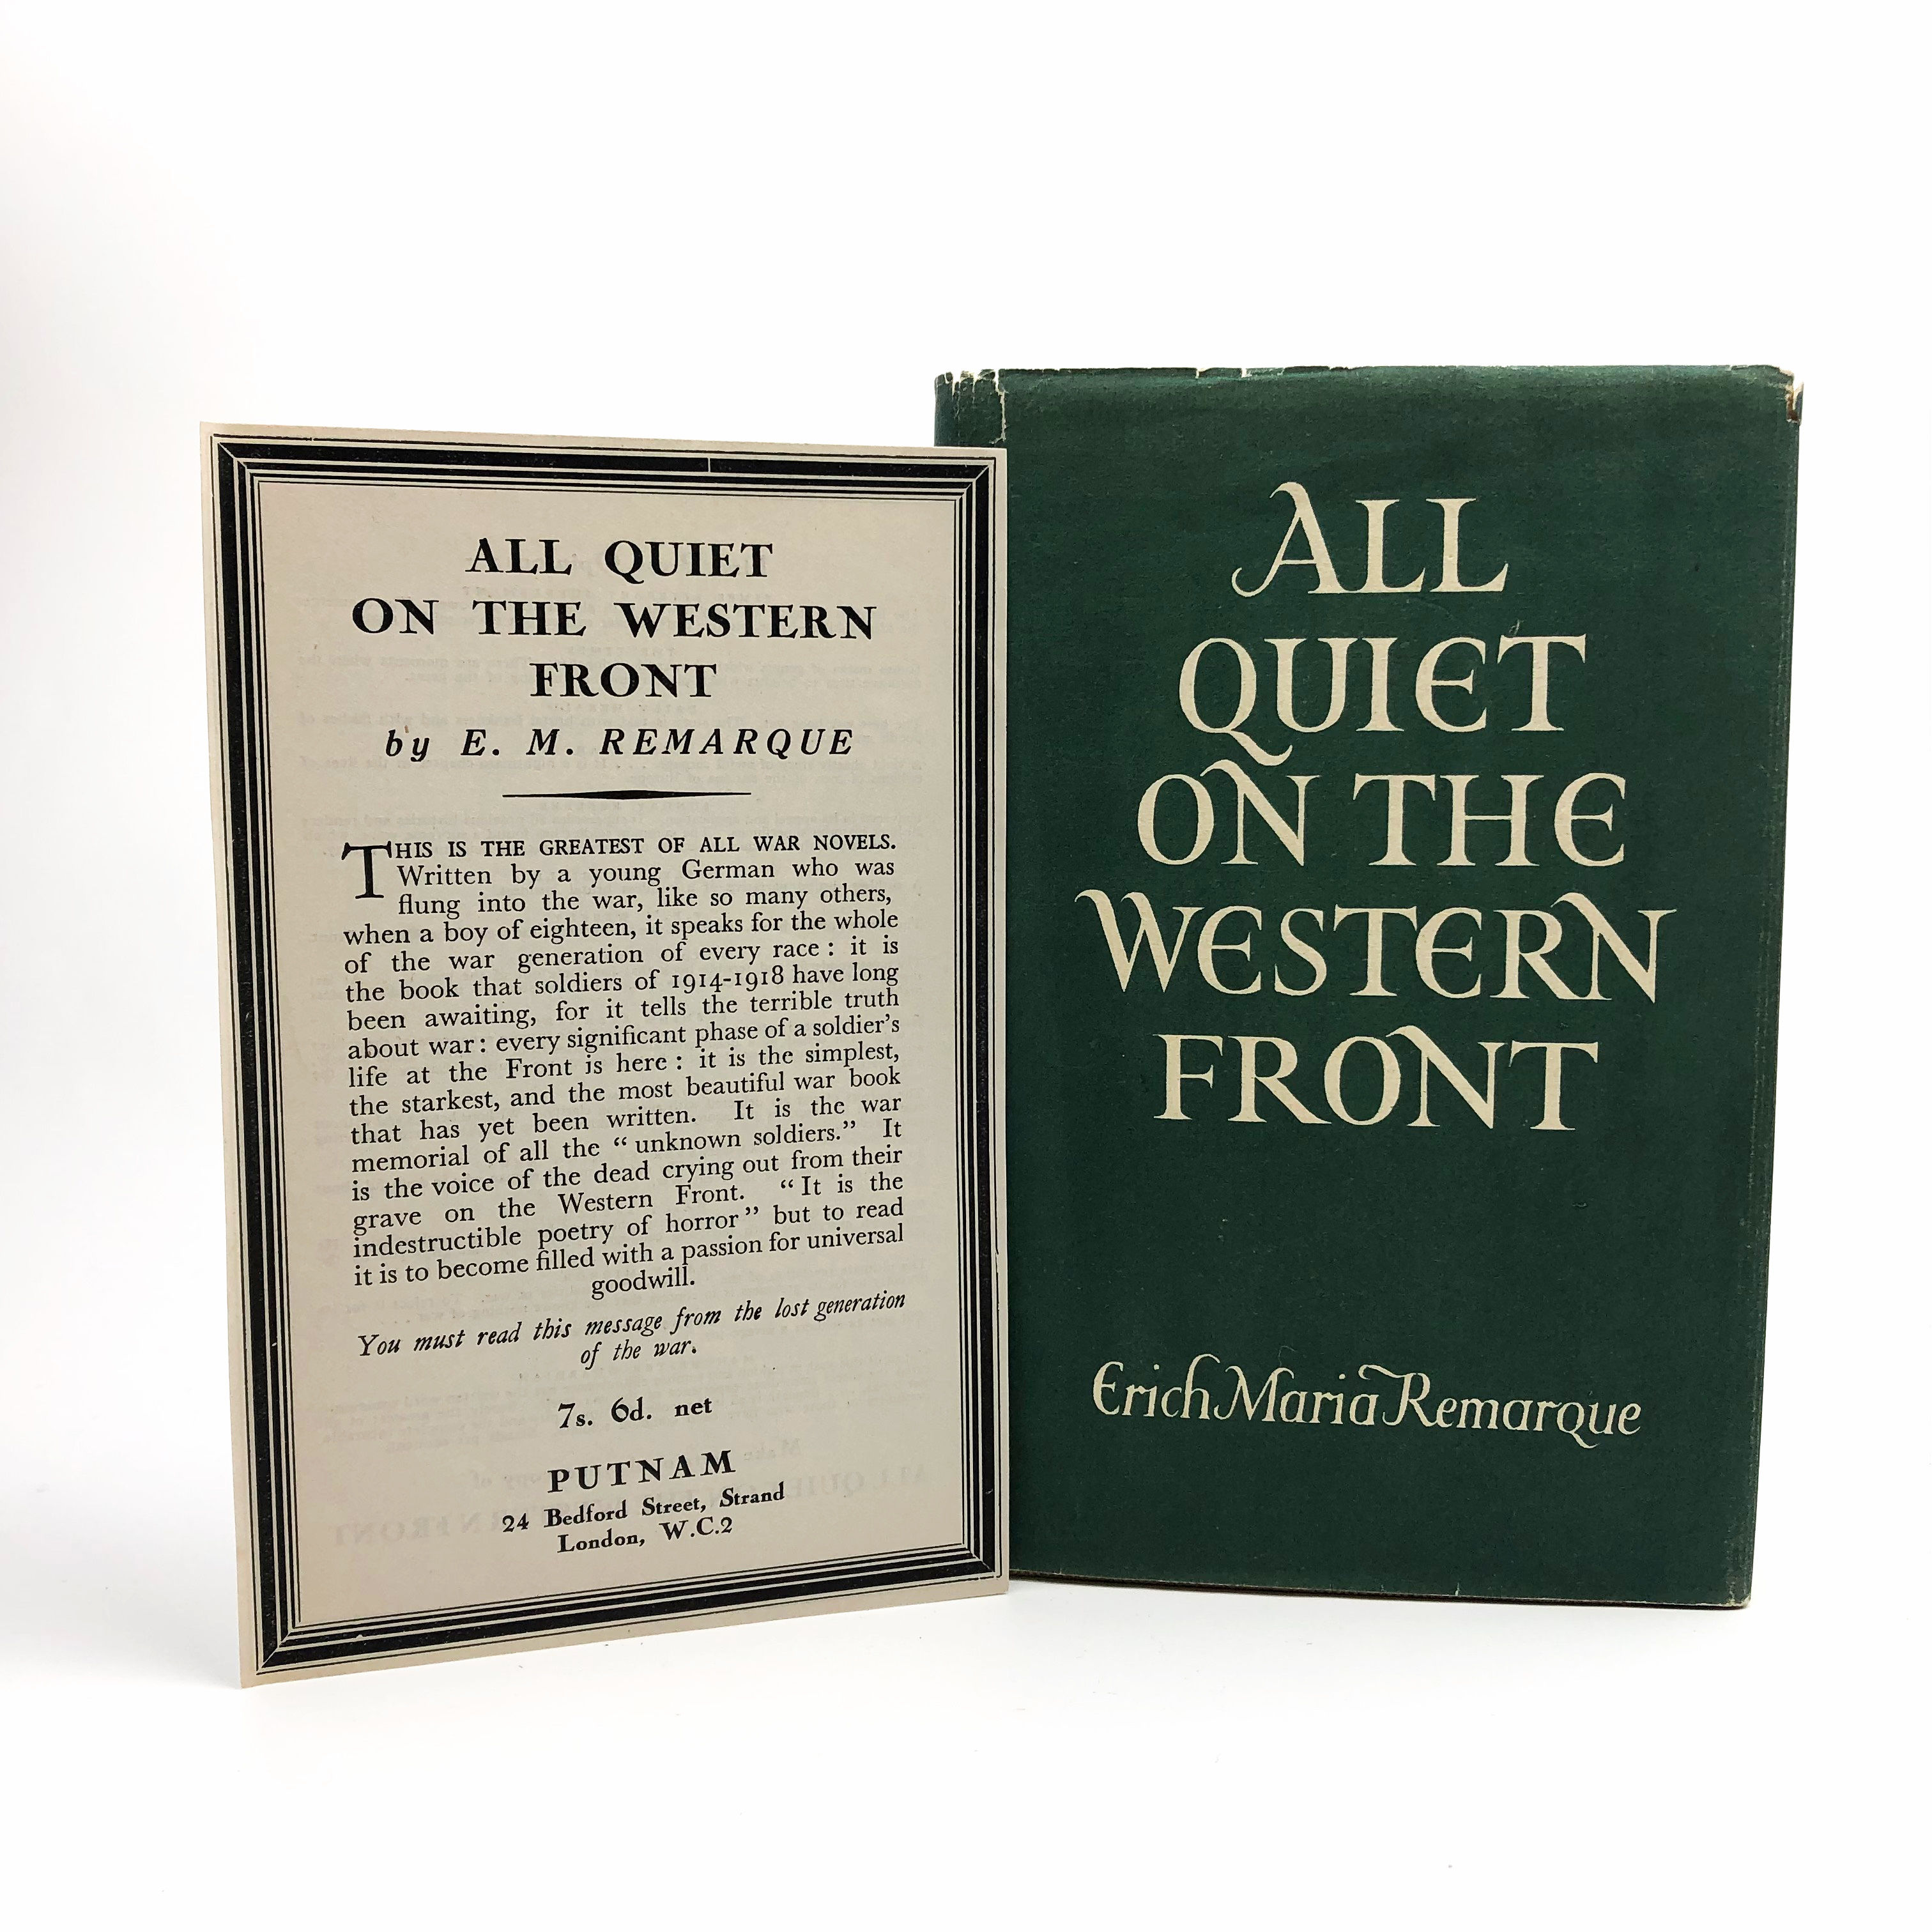 ALL QUIET
ON THE WESTERN
FRONT
by E. M. REMARQUE
THIS IS THE GREATEST OF ALL WAR NOVELS.
Written by a young German who was
flung into the war, like so many others,
when a boy of eighteen, it speaks for the whole
of the war generation of every race : it is
the book that soldiers of 1914-1918 have long
been awaiting, for it tells the terrible truth
about war : every significant phase of a soldier's
life at the Front is here : it is the simplest,
the starkest, and the most beautiful war book
that has yet been written. It is the war
memorial of all the “ unknown soldiers.” It
is the voice of the dead crying out from their
grave on the Western Front. “ It is the
indestructible poetry of horror ” but to read
it is to become filled with a passion for universal
goodwill.
You must read this message from the lost generation
of the war.
7s. 6d. net
PUTNAM
24 Bedford Street, Strand
London, W.C.2
ALL
QUIET
ON THE
WESTERN
FRONT
Erich Maria Remarque